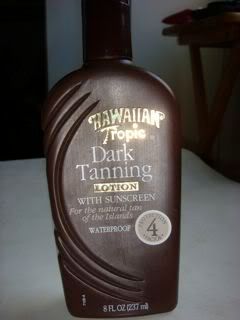 HAWAIIAN
Tropic
Dark
Tanning
LOTION
WITH SUNSCREEN
For the natural tan
of the Islands
WATERPROOF
4
8 FL OZ (237 ml)